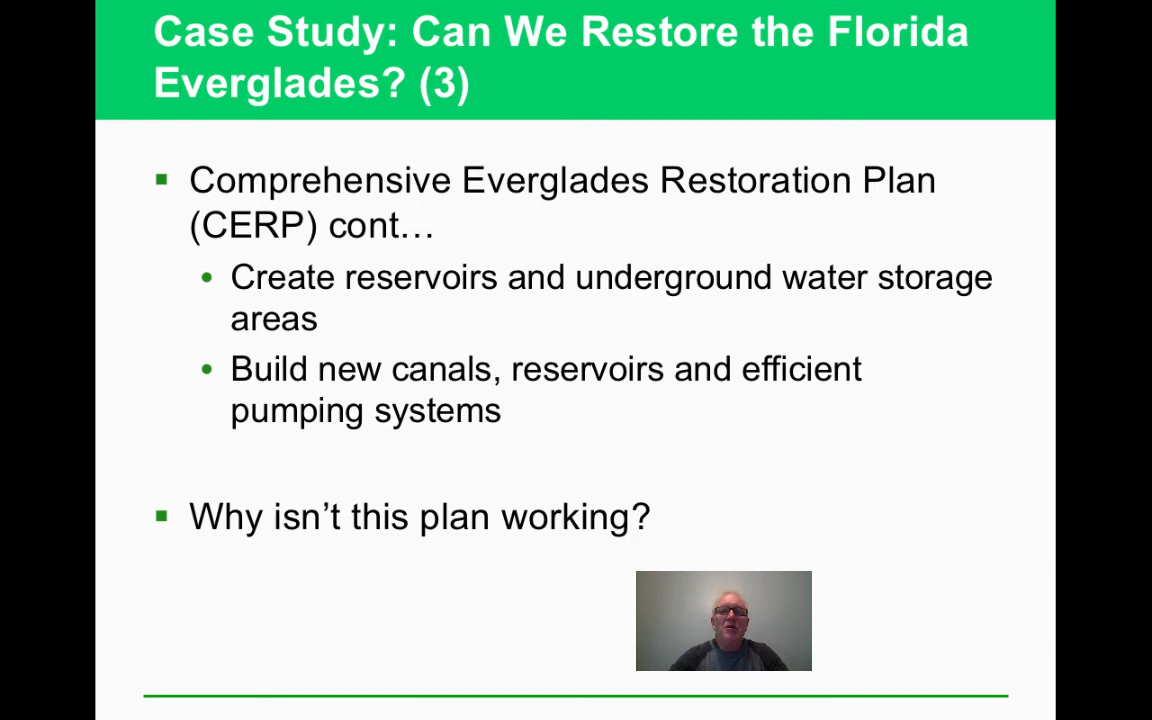 Case Study: Can We Restore the Florida
Everglades? (3)
Comprehensive Everglades Restoration Plan
(CERP) cont…
Create reservoirs and underground water storage
areas
Build new canals, reservoirs and efficient
pumping systems
Why isn’t this plan working?